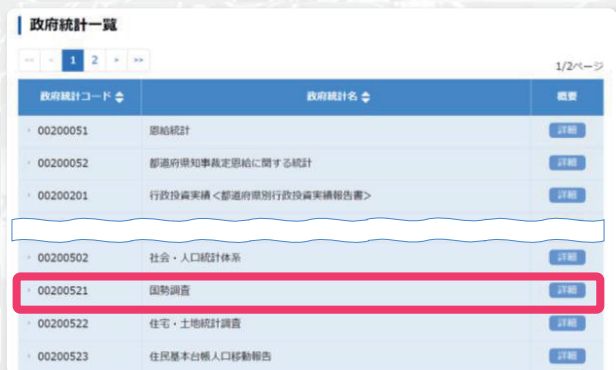 政府統計一覧
<< < 1 2 > >>
1/2ページ
政府統計コード 政府統計名 概要
00200051 恩給統計 詳細
00200052 都道府県知事裁定恩給に関する統計 詳細
00200201 行政投資実績<都道府県別行政投資実績報告書> 詳細
00200502 社会・人口統計体系 詳細
00200521 国勢調査 詳細
00200522 住宅・土地統計調査 詳細
00200523 住民基本台帳人口移動報告 詳細